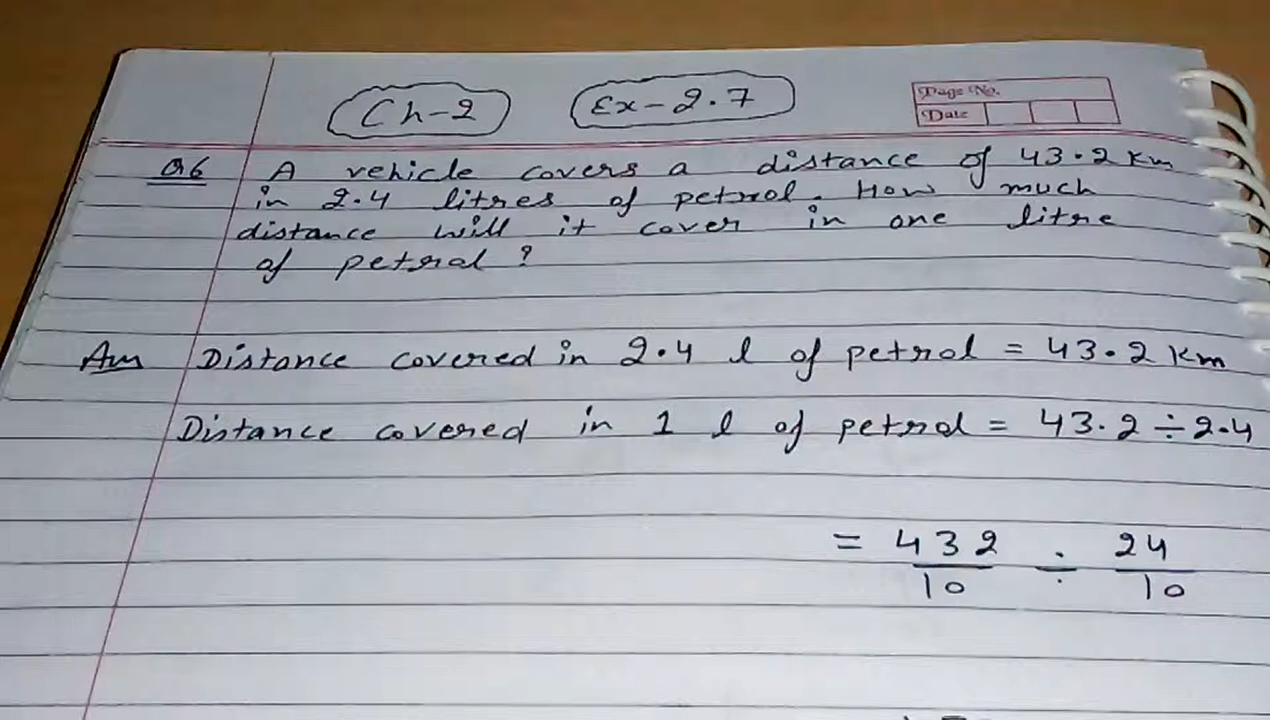 Ch-2 Ex-2.7
Page No.
Date
Q6 A vehicle covers a distance of 43.2 Km
in 2.4 litres of petrol. How much
distance will it cover in one litre
of petrol?
Ans Distance covered in 2.4 l of petrol = 43.2 Km
Distance covered in 1 l of petrol = 43.2 ÷ 2.4
= 432/10 ÷ 24/10